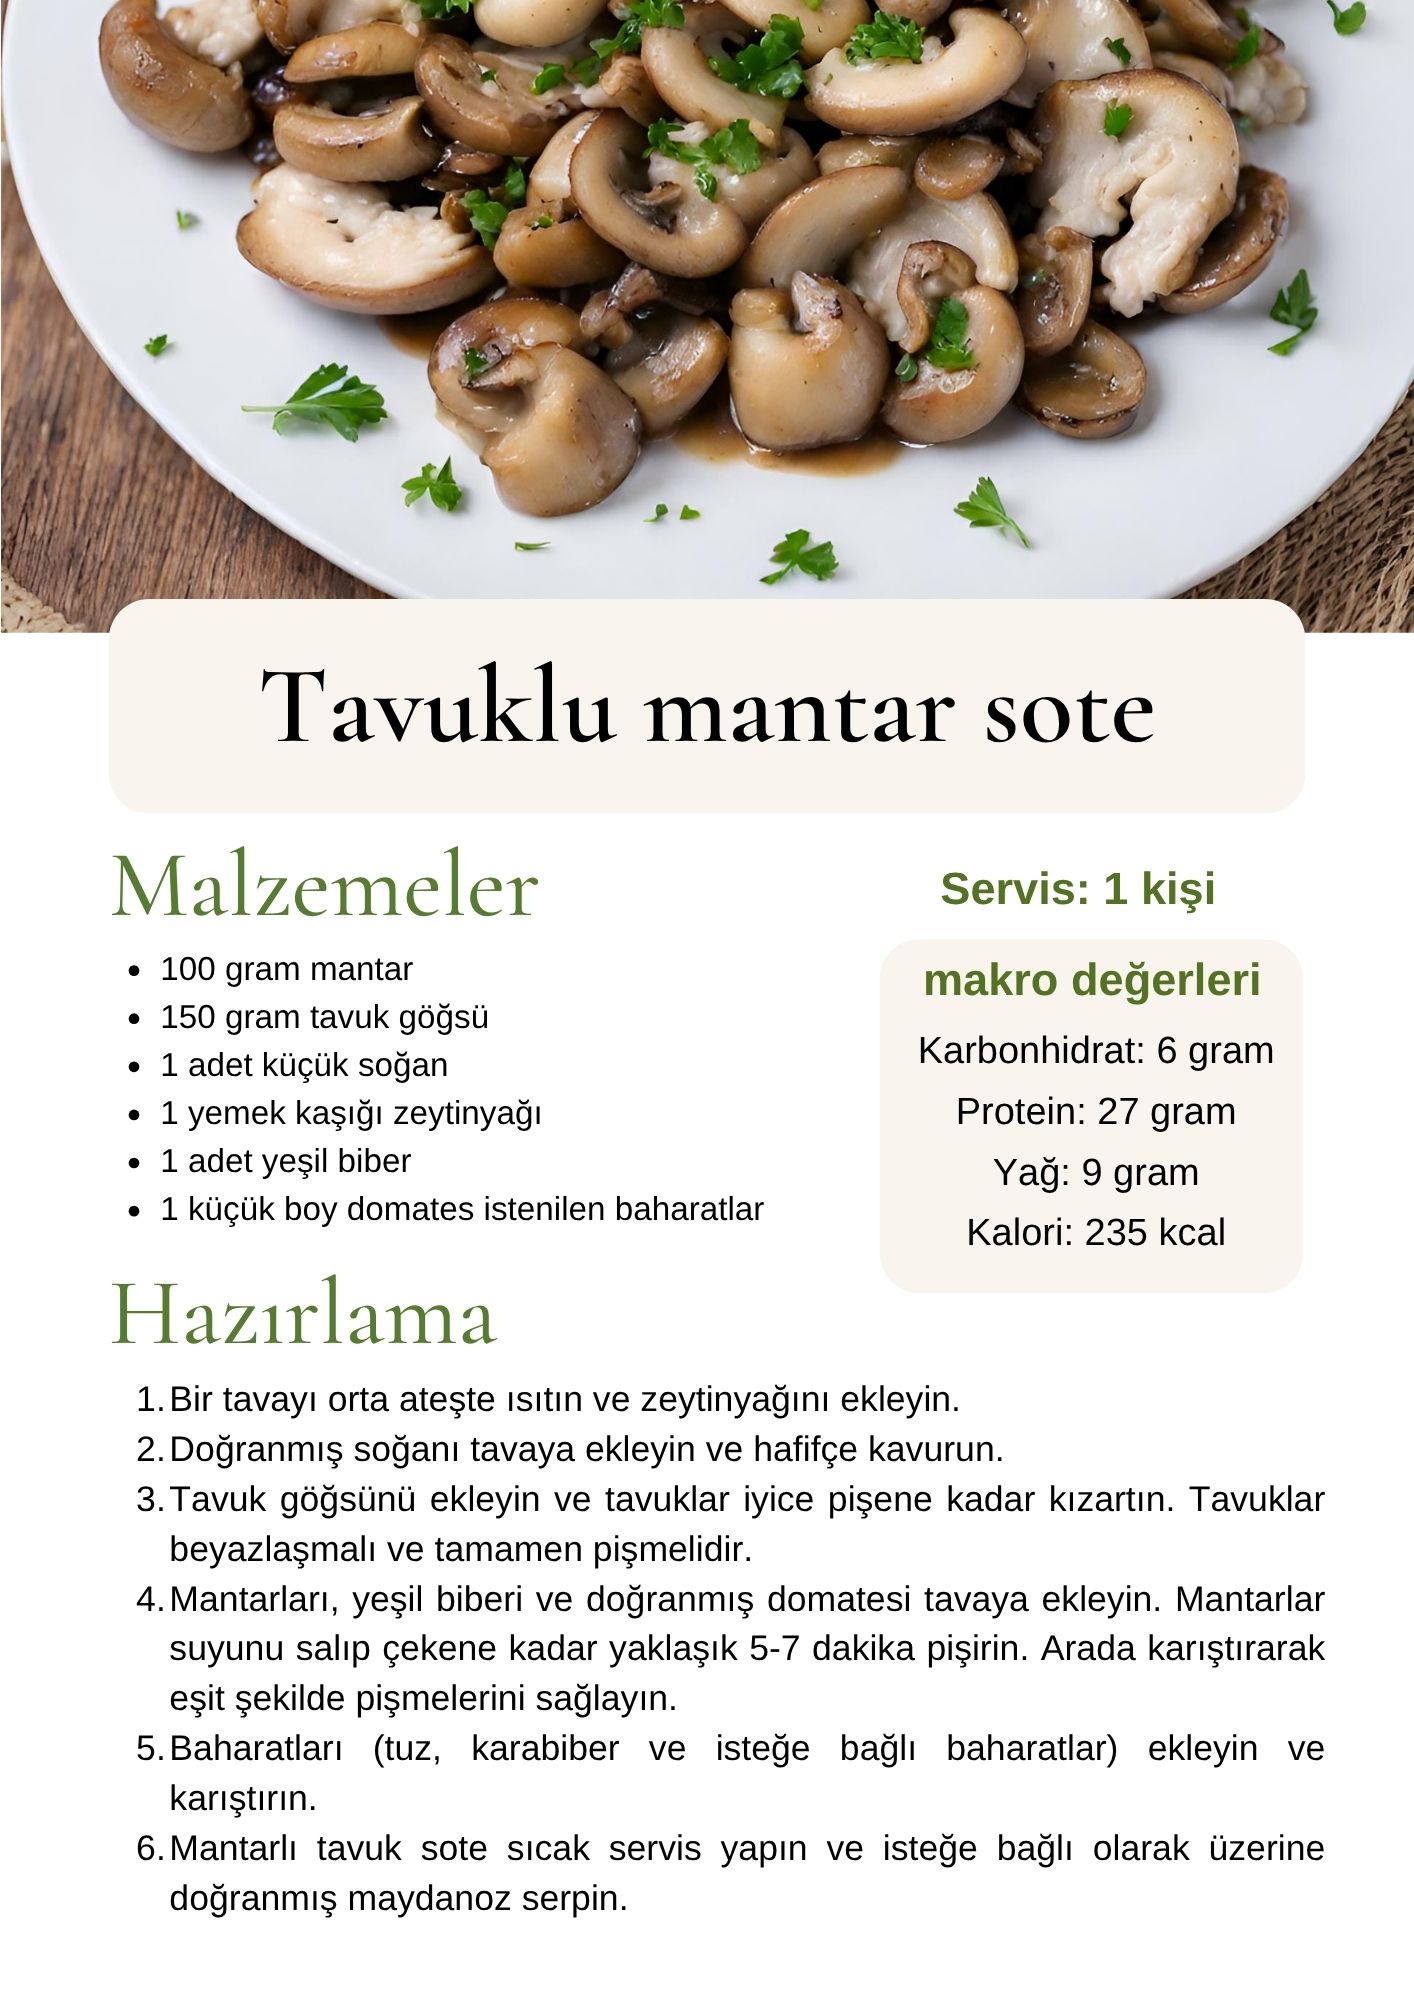 Tavuklu mantar sote
Malzemeler
• 100 gram mantar
• 150 gram tavuk göğsü
• 1 adet küçük soğan
• 1 yemek kaşığı zeytinyağı
• 1 adet yeşil biber
• 1 küçük boy domates istenilen baharatlar
Servis: 1 kişi
makro değerleri
Karbonhidrat: 6 gram
Protein: 27 gram
Yağ: 9 gram
Kalori: 235 kcal
Hazırlama
1. Bir tavayı orta ateşte ısıtın ve zeytinyağını ekleyin.
2. Doğranmış soğanı tavaya ekleyin ve hafifçe kavurun.
3. Tavuk göğsünü ekleyin ve tavuklar iyice pişene kadar kızartın. Tavuklar
beyazlaşmalı ve tamamen pişmelidir.
4. Mantarları, yeşil biberi ve doğranmış domatesi tavaya ekleyin. Mantarlar
suyunu salıp çekene kadar yaklaşık 5-7 dakika pişirin. Arada karıştırarak
eşit şekilde pişmelerini sağlayın.
5. Baharatları (tuz, karabiber ve isteğe bağlı baharatlar) ekleyin ve
karıştırın.
6. Mantarlı tavuk sote sıcak servis yapın ve isteğe bağlı olarak üzerine
doğranmış maydanoz serpin.